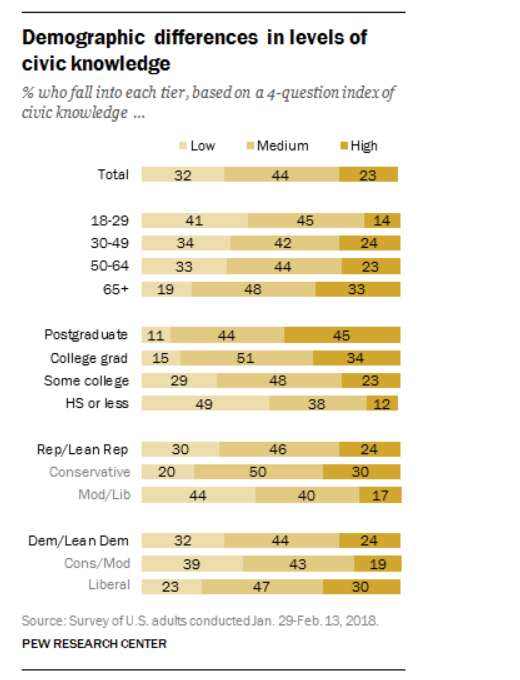 Demographic differences in levels of
civic knowledge
% who fall into each tier, based on a 4-question index of
civic knowledge ...
Low Medium High
Total 32 44 23
18-29 41 45 14
30-49 34 42 24
50-64 33 44 23
65+ 19 48 33
Postgraduate 11 44 45
College grad 15 51 34
Some college 29 48 23
HS or less 49 38 12
Rep/Lean Rep 30 46 24
Conservative 20 50 30
Mod/Lib 44 40 17
Dem/Lean Dem 32 44 24
Cons/Mod 39 43 19
Liberal 23 47 30
Source: Survey of U.S. adults conducted Jan. 29-Feb. 13, 2018.
PEW RESEARCH CENTER